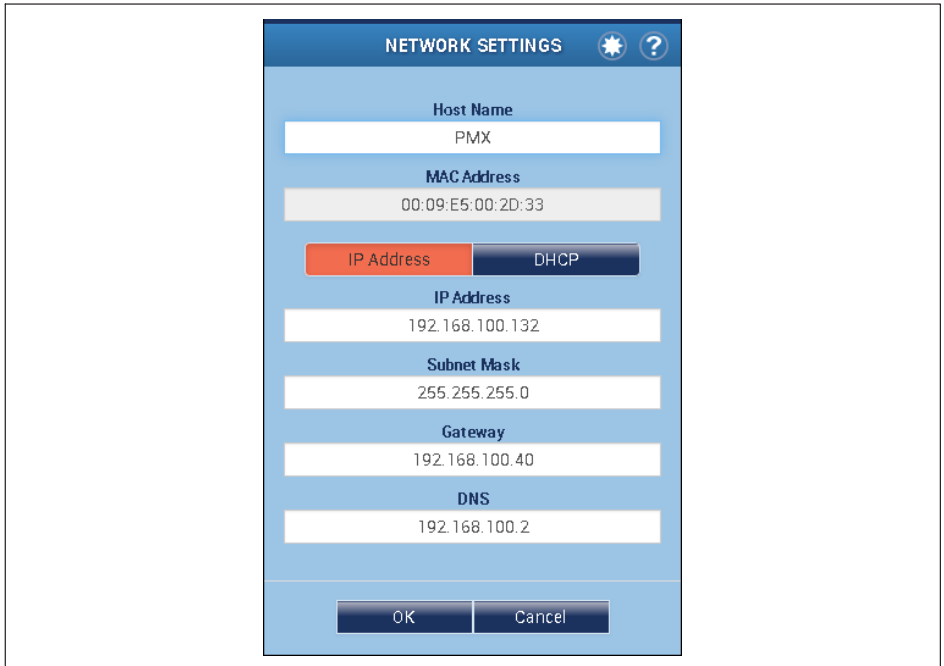 NETWORK SETTINGS ?
Host Name
PMX
MAC Address
00:09:E5:00:2D:33
IP Address DHCP
IP Address
192.168.100.132
Subnet Mask
255.255.255.0
Gateway
192.168.100.40
DNS
192.168.100.2
OK Cancel